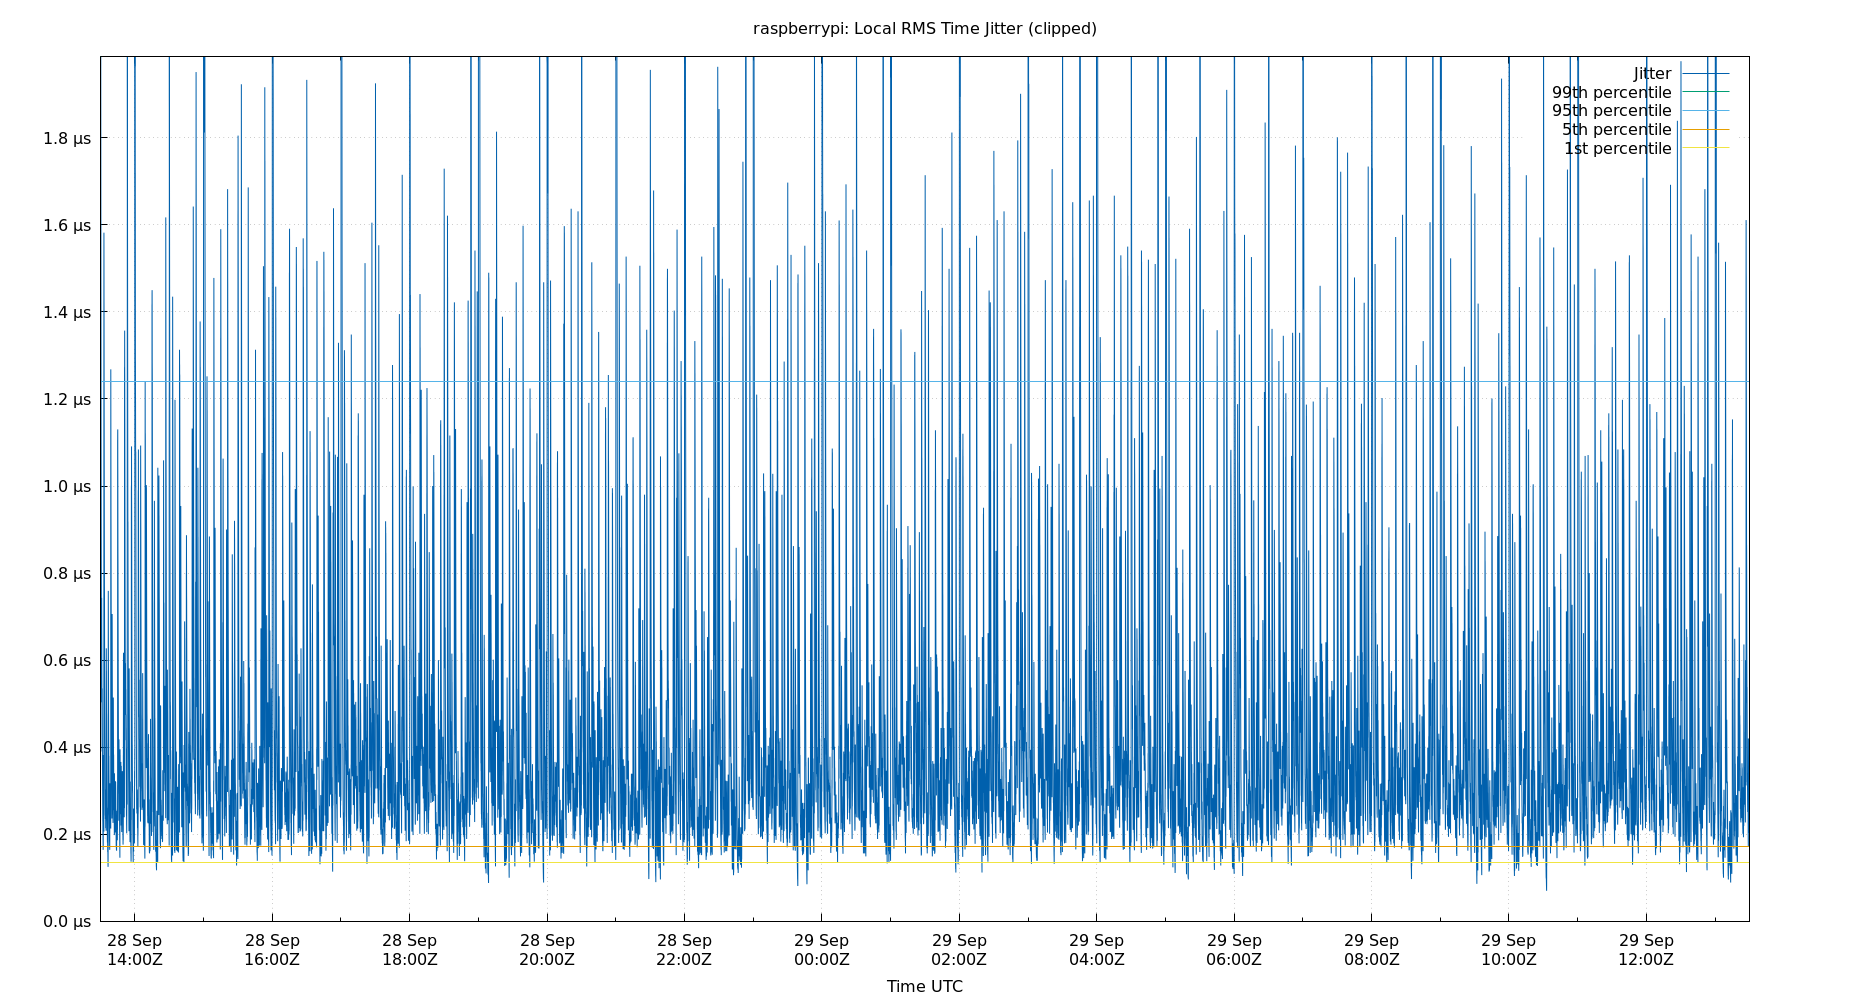 raspberrypi: Local RMS Time Jitter (clipped)
Jitter
99th percentile
95th percentile
5th percentile
1st percentile
1.8 μs
1.6 μs
1.4 μs
1.2 μs
1.0 μs
0.8 μs
0.6 μs
0.4 μs
0.2 μs
0.0 μs
28 Sep 28 Sep 28 Sep 28 Sep 28 Sep 29 Sep 29 Sep 29 Sep 29 Sep 29 Sep 29 Sep 29 Sep
14:00Z 16:00Z 18:00Z 20:00Z 22:00Z 00:00Z 02:00Z 04:00Z 06:00Z 08:00Z 10:00Z 12:00Z
Time UTC